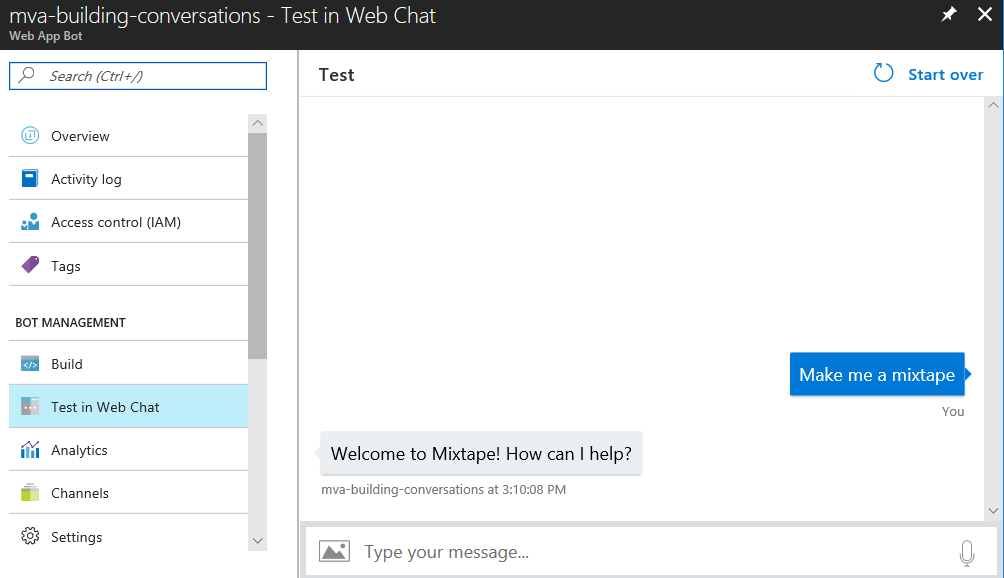 mva-building-conversations - Test in Web Chat
Web App Bot
Search (Ctrl+/)
Overview
Activity log
Access control (IAM)
Tags
BOT MANAGEMENT
Build
Test in Web Chat
Analytics
Channels
Settings
Test
Start over
Make me a mixtape
You
Welcome to Mixtape! How can I help?
mva-building-conversations at 3:10:08 PM
Type your message...